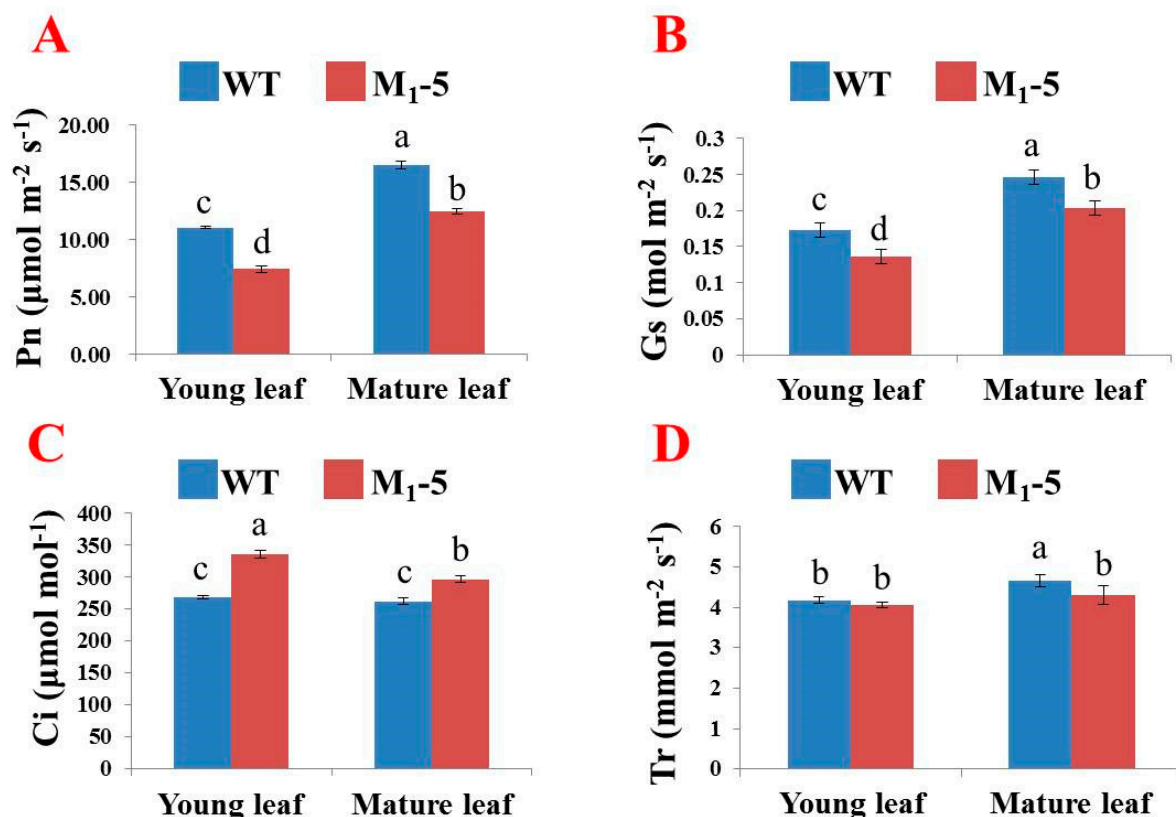 A
WT M₁-5
Pn (µmol m⁻² s⁻¹)
20.00
15.00
10.00
5.00
0.00
c
d
a
b
Young leaf Mature leaf
B
WT M₁-5
Gs (mol m⁻² s⁻¹)
0.3
0.25
0.2
0.15
0.1
0.05
0
c
d
a
b
Young leaf Mature leaf
C
WT M₁-5
Ci (µmol mol⁻¹)
400
350
300
250
200
150
100
50
0
c
a
c
b
Young leaf Mature leaf
D
WT M₁-5
Tr (mmol m⁻² s⁻¹)
6
5
4
3
2
1
0
b
b
a
b
Young leaf Mature leaf